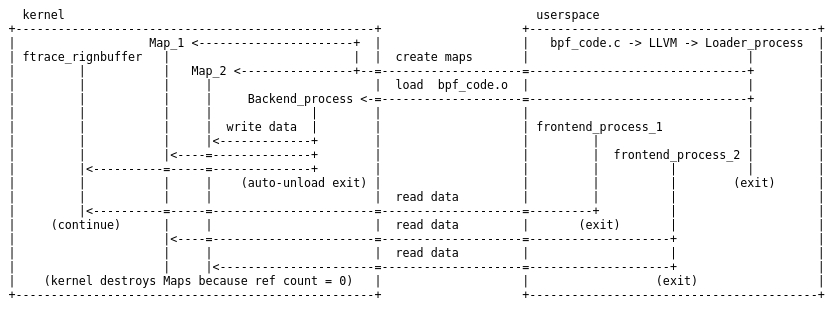 kernel userspace
Map_1 bpf_code.c -> LLVM -> Loader_process
ftrace_rignbuffer create maps
Map_2
load bpf_code.o
Backend_process
write data frontend_process_1
frontend_process_2
(auto-unload exit) (exit)
read data
(continue) read data (exit)
read data
(kernel destroys Maps because ref count = 0) (exit)